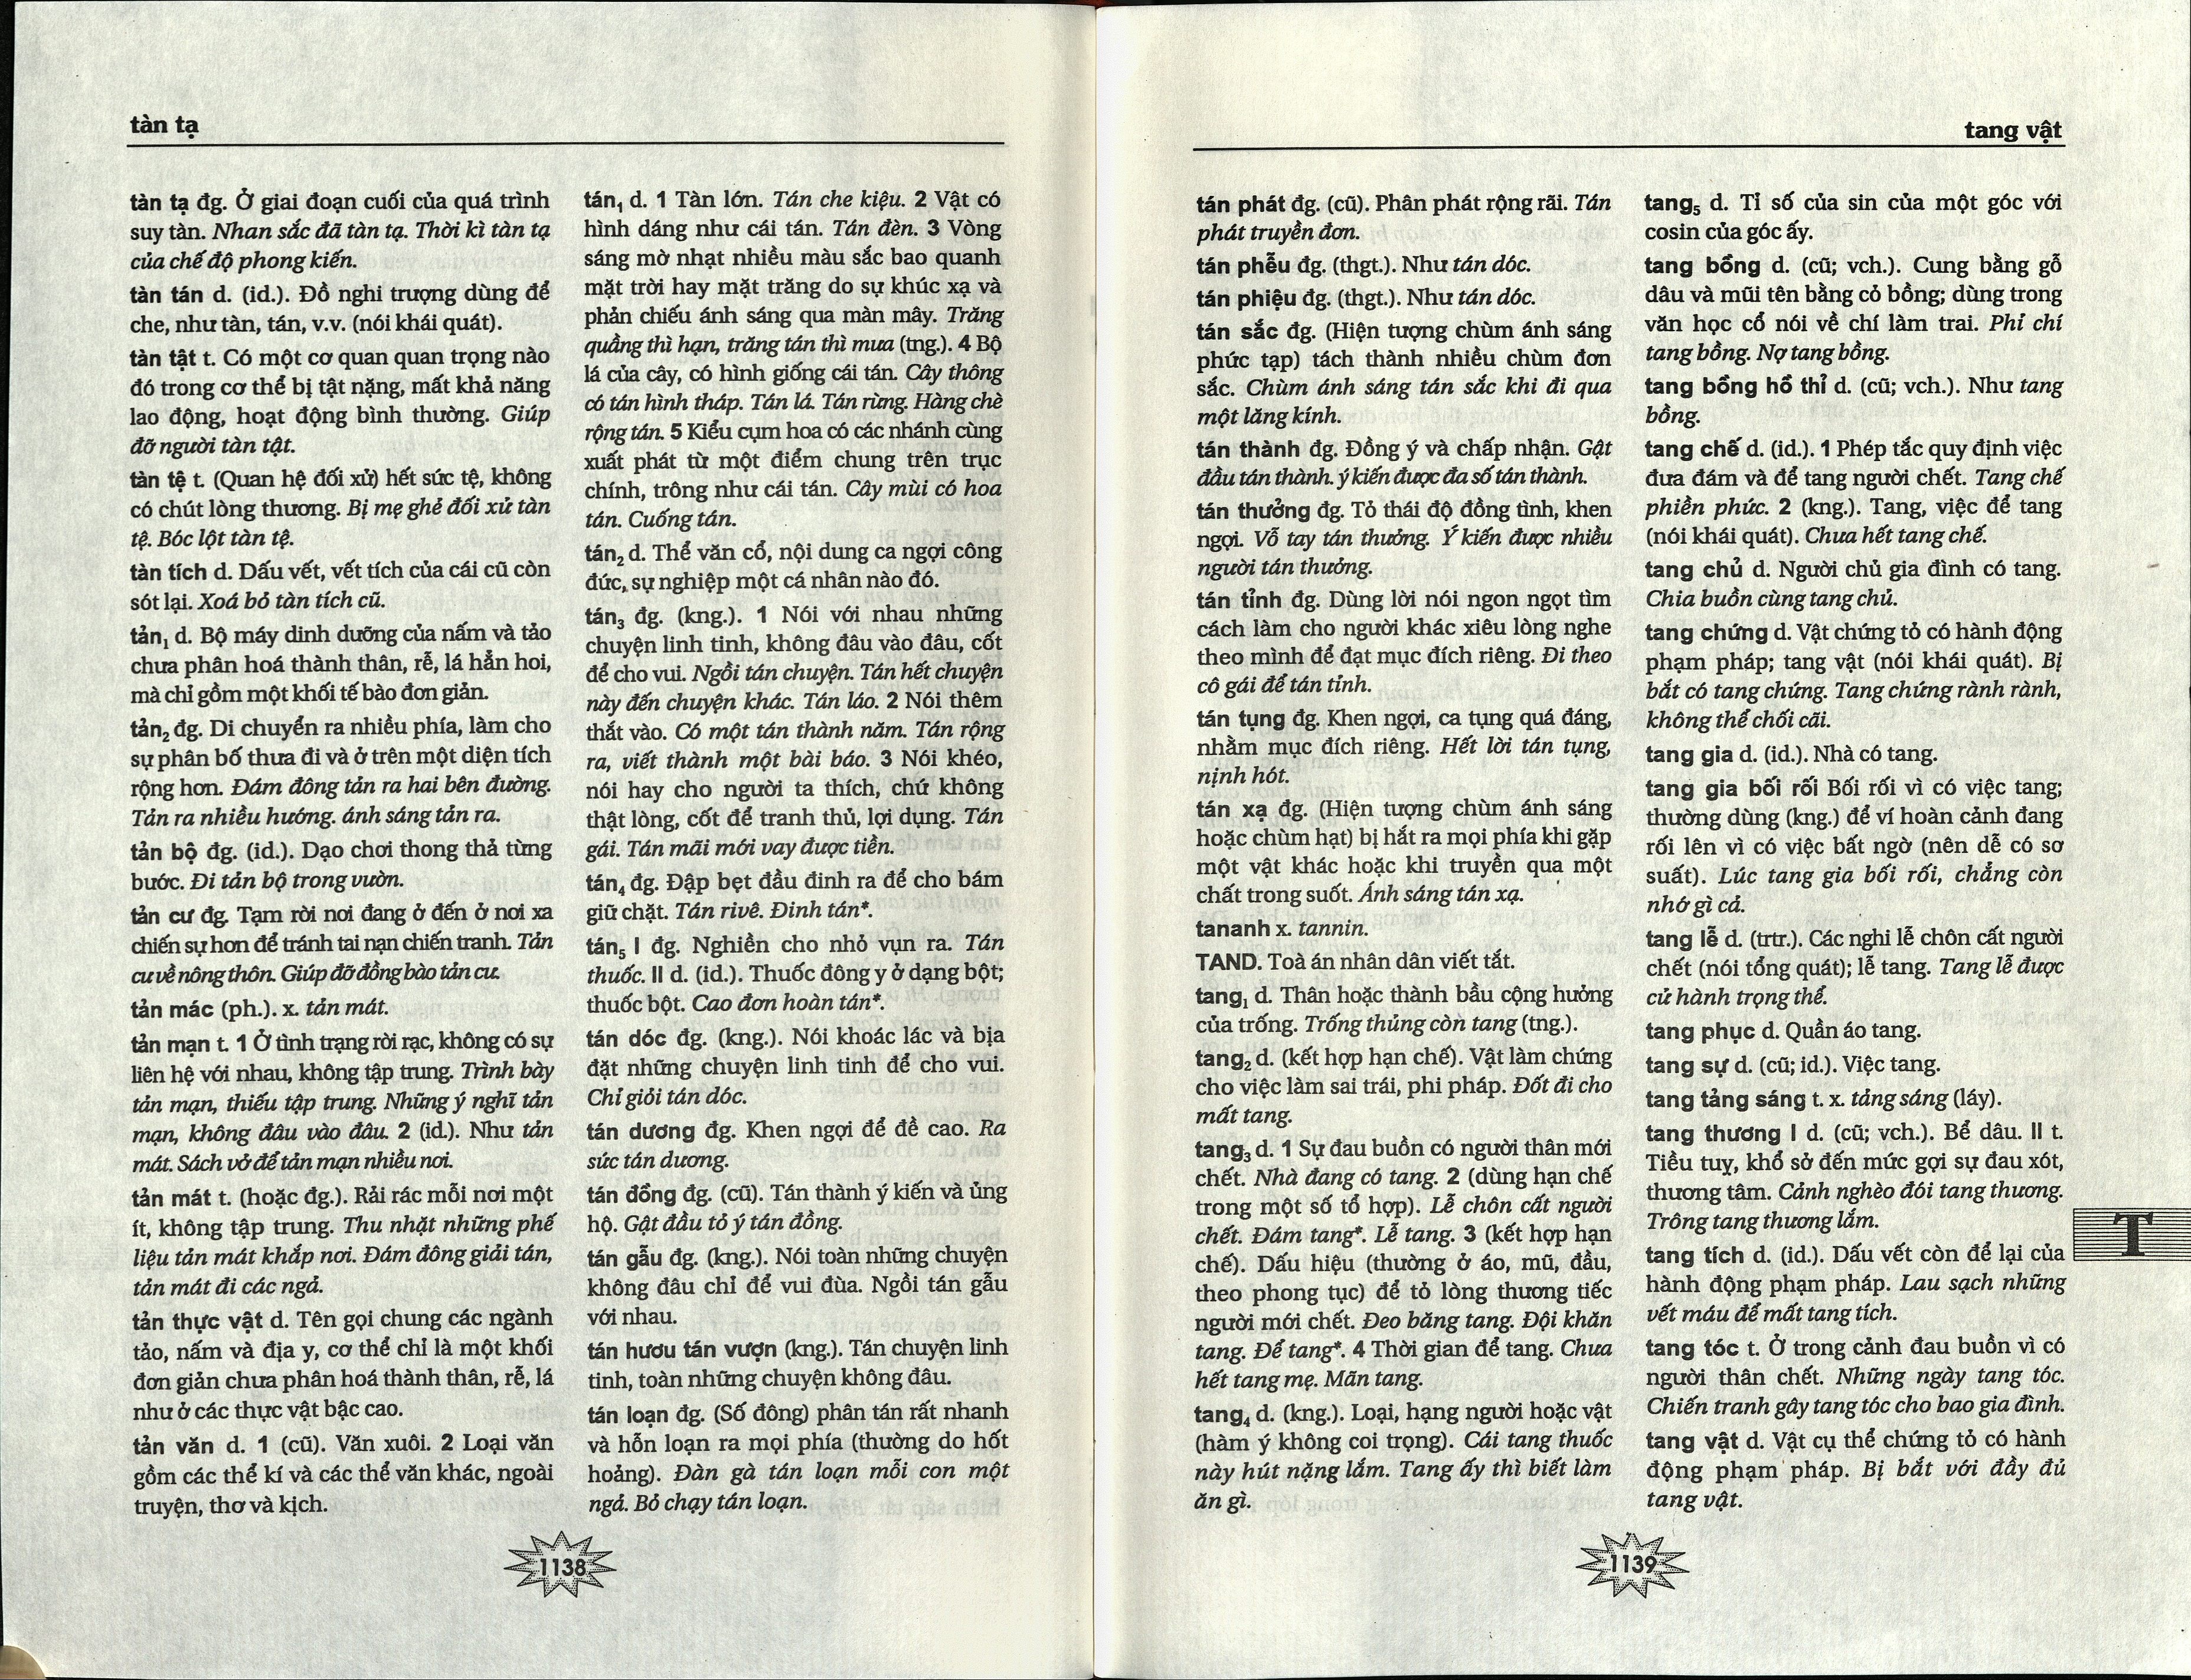 tàn tạ
tàn tạ đg. Ở giai đoạn cuối của quá trình
suy tàn. Nhan sắc đã tàn tạ. Thời kì tàn tạ
của chế độ phong kiến.
tàn tán d. (id.). Đồ nghi trượng dùng để
che, như tàn, tán, v.v. (nói khái quát).
tàn tật t. Có một cơ quan quan trọng nào
đó trong cơ thể bị tật nặng, mất khả năng
lao động, hoạt động bình thường. Giúp
đỡ người tàn tật.
tàn tệ t. (Quan hệ đối xử) hết sức tệ, không
có chút lòng thương. Bị mẹ ghẻ đối xử tàn
tệ. Bóc lột tàn tệ.
tàn tích d. Dấu vết, vết tích của cái cũ còn
sót lại. Xoá bỏ tàn tích cũ.
tản₁ d. Bộ máy dinh dưỡng của nấm và tảo
chưa phân hoá thành thân, rễ, lá hẳn hoi,
mà chỉ gồm một khối tế bào đơn giản.
tản₂ đg. Di chuyển ra nhiều phía, làm cho
sự phân bố thưa đi và ở trên một diện tích
rộng hơn. Đám đông tản ra hai bên đường.
Tản ra nhiều hướng. ánh sáng tản ra.
tản bộ đg. (id.). Dạo chơi thong thả từng
bước. Đi tản bộ trong vườn.
tản cư đg. Tạm rời nơi đang ở đến ở nơi xa
chiến sự hơn để tránh tai nạn chiến tranh. Tản
cư về nông thôn. Giúp đỡ đồng bào tản cư.
tản mác (ph.). x. tản mát.
tản mạn t. 1 Ở tình trạng rời rạc, không có sự
liên hệ với nhau, không tập trung. Trình bày
tản mạn, thiếu tập trung. Những ý nghĩ tản
mạn, không đâu vào đâu. 2 (id.). Như tản
mát. Sách vở để tản mạn nhiều nơi.
tản mát t. (hoặc đg.). Rải rác mỗi nơi một
ít, không tập trung. Thu nhặt những phế
liệu tản mát khắp nơi. Đám đông giải tán,
tản mát đi các ngả.
tản thực vật d. Tên gọi chung các ngành
tảo, nấm và địa y, cơ thể chỉ là một khối
đơn giản chưa phân hoá thành thân, rễ, lá
như ở các thực vật bậc cao.
tản văn d. 1 (cũ). Văn xuôi. 2 Loại văn
gồm các thể kí và các thể văn khác, ngoài
truyện, thơ và kịch.
tán₁ d. 1 Tàn lớn. Tán che kiệu. 2 Vật có
hình dáng như cái tán. Tán đèn. 3 Vòng
sáng mờ nhạt nhiều màu sắc bao quanh
mặt trời hay mặt trăng do sự khúc xạ và
phản chiếu ánh sáng qua màn mây. Trăng
quầng thì hạn, trăng tán thì mưa (tng.). 4 Bộ
lá của cây, có hình giống cái tán. Cây thông
có tán hình tháp. Tán lá. Tán rừng. Hàng chè
rộng tán. 5 Kiểu cụm hoa có các nhánh cùng
xuất phát từ một điểm chung trên trục
chính, trông như cái tán. Cây mùi có hoa
tán. Cuống tán.
tán₂ d. Thể văn cổ, nội dung ca ngợi công
đức, sự nghiệp một cá nhân nào đó.
tán₃ đg. (kng.). 1 Nói với nhau những
chuyện linh tinh, không đâu vào đâu, cốt
để cho vui. Ngồi tán chuyện. Tán hết chuyện
này đến chuyện khác. Tán láo. 2 Nói thêm
thắt vào. Có một tán thành năm. Tán rộng
ra, viết thành một bài báo. 3 Nói khéo,
nói hay cho người ta thích, chứ không
thật lòng, cốt để tranh thủ, lợi dụng. Tán
gái. Tán mãi mới vay được tiền.
tán₄ đg. Đập bẹt đầu đinh ra để cho bám
giữ chặt. Tán rivê. Đinh tán*.
tán₅ I đg. Nghiền cho nhỏ vụn ra. Tán
thuốc. II d. (id.). Thuốc đông y ở dạng bột;
thuốc bột. Cao đơn hoàn tán*.
tán dóc đg. (kng.). Nói khoác lác và bịa
đặt những chuyện linh tinh để cho vui.
Chỉ giỏi tán dóc.
tán dương đg. Khen ngợi để đề cao. Ra
sức tán dương.
tán đồng đg. (cũ). Tán thành ý kiến và ủng
hộ. Gật đầu tỏ ý tán đồng.
tán gẫu đg. (kng.). Nói toàn những chuyện
không đâu chỉ để vui đùa. Ngồi tán gẫu
với nhau.
tán hươu tán vượn (kng.). Tán chuyện linh
tinh, toàn những chuyện không đâu.
tán loạn đg. (Số đông) phân tán rất nhanh
và hỗn loạn ra mọi phía (thường do hốt
hoảng). Đàn gà tán loạn mỗi con một
ngả. Bỏ chạy tán loạn.
1138
tang vật
tán phát đg. (cũ). Phân phát rộng rãi. Tán
phát truyền đơn.
tán phễu đg. (thgt.). Như tán dóc.
tán phiệu đg. (thgt.). Như tán dóc.
tán sắc đg. (Hiện tượng chùm ánh sáng
phức tạp) tách thành nhiều chùm đơn
sắc. Chùm ánh sáng tán sắc khi đi qua
một lăng kính.
tán thành đg. Đồng ý và chấp nhận. Gật
đầu tán thành. ý kiến được đa số tán thành.
tán thưởng đg. Tỏ thái độ đồng tình, khen
ngợi. Vỗ tay tán thưởng. Ý kiến được nhiều
người tán thưởng.
tán tỉnh đg. Dùng lời nói ngon ngọt tìm
cách làm cho người khác xiêu lòng nghe
theo mình để đạt mục đích riêng. Đi theo
cô gái để tán tỉnh.
tán tụng đg. Khen ngợi, ca tụng quá đáng,
nhằm mục đích riêng. Hết lời tán tụng,
nịnh hót.
tán xạ đg. (Hiện tượng chùm ánh sáng
hoặc chùm hạt) bị hắt ra mọi phía khi gặp
một vật khác hoặc khi truyền qua một
chất trong suốt. Ánh sáng tán xạ.
tananh x. tannin.
TAND. Toà án nhân dân viết tắt.
tang₁ d. Thân hoặc thành bầu cộng hưởng
của trống. Trống thủng còn tang (tng.).
tang₂ d. (kết hợp hạn chế). Vật làm chứng
cho việc làm sai trái, phi pháp. Đốt đi cho
mất tang.
tang₃ d. 1 Sự đau buồn có người thân mới
chết. Nhà đang có tang. 2 (dùng hạn chế
trong một số tổ hợp). Lễ chôn cất người
chết. Đám tang*. Lễ tang. 3 (kết hợp hạn
chế). Dấu hiệu (thường ở áo, mũ, đầu,
theo phong tục) để tỏ lòng thương tiếc
người mới chết. Đeo băng tang. Đội khăn
tang. Để tang*. 4 Thời gian để tang. Chưa
hết tang mẹ. Mãn tang.
tang₄ d. (kng.). Loại, hạng người hoặc vật
(hàm ý không coi trọng). Cái tang thuốc
này hút nặng lắm. Tang ấy thì biết làm
ăn gì.
tang₅ d. Tỉ số của sin của một góc với
cosin của góc ấy.
tang bồng d. (cũ; vch.). Cung bằng gỗ
dâu và mũi tên bằng cỏ bồng; dùng trong
văn học cổ nói về chí làm trai. Phỉ chí
tang bồng. Nợ tang bồng.
tang bồng hồ thỉ d. (cũ; vch.). Như tang
bồng.
tang chế d. (id.). 1 Phép tắc quy định việc
đưa đám và để tang người chết. Tang chế
phiền phức. 2 (kng.). Tang, việc để tang
(nói khái quát). Chưa hết tang chế.
tang chủ d. Người chủ gia đình có tang.
Chia buồn cùng tang chủ.
tang chứng d. Vật chứng tỏ có hành động
phạm pháp; tang vật (nói khái quát). Bị
bắt có tang chứng. Tang chứng rành rành,
không thể chối cãi.
tang gia d. (id.). Nhà có tang.
tang gia bối rối Bối rối vì có việc tang;
thường dùng (kng.) để ví hoàn cảnh đang
rối lên vì có việc bất ngờ (nên dễ có sơ
suất). Lúc tang gia bối rối, chẳng còn
nhớ gì cả.
tang lễ d. (trtr.). Các nghi lễ chôn cất người
chết (nói tổng quát); lễ tang. Tang lễ được
cử hành trọng thể.
tang phục d. Quần áo tang.
tang sự d. (cũ; id.). Việc tang.
tang tảng sáng t. x. tảng sáng (láy).
tang thương I d. (cũ; vch.). Bể dâu. II t.
Tiều tuỵ, khổ sở đến mức gợi sự đau xót,
thương tâm. Cảnh nghèo đói tang thương.
Trông tang thương lắm.
tang tích d. (id.). Dấu vết còn để lại của
hành động phạm pháp. Lau sạch những
vết máu để mất tang tích.
tang tóc t. Ở trong cảnh đau buồn vì có
người thân chết. Những ngày tang tóc.
Chiến tranh gây tang tóc cho bao gia đình.
tang vật d. Vật cụ thể chứng tỏ có hành
động phạm pháp. Bị bắt với đầy đủ
tang vật.
T
1139